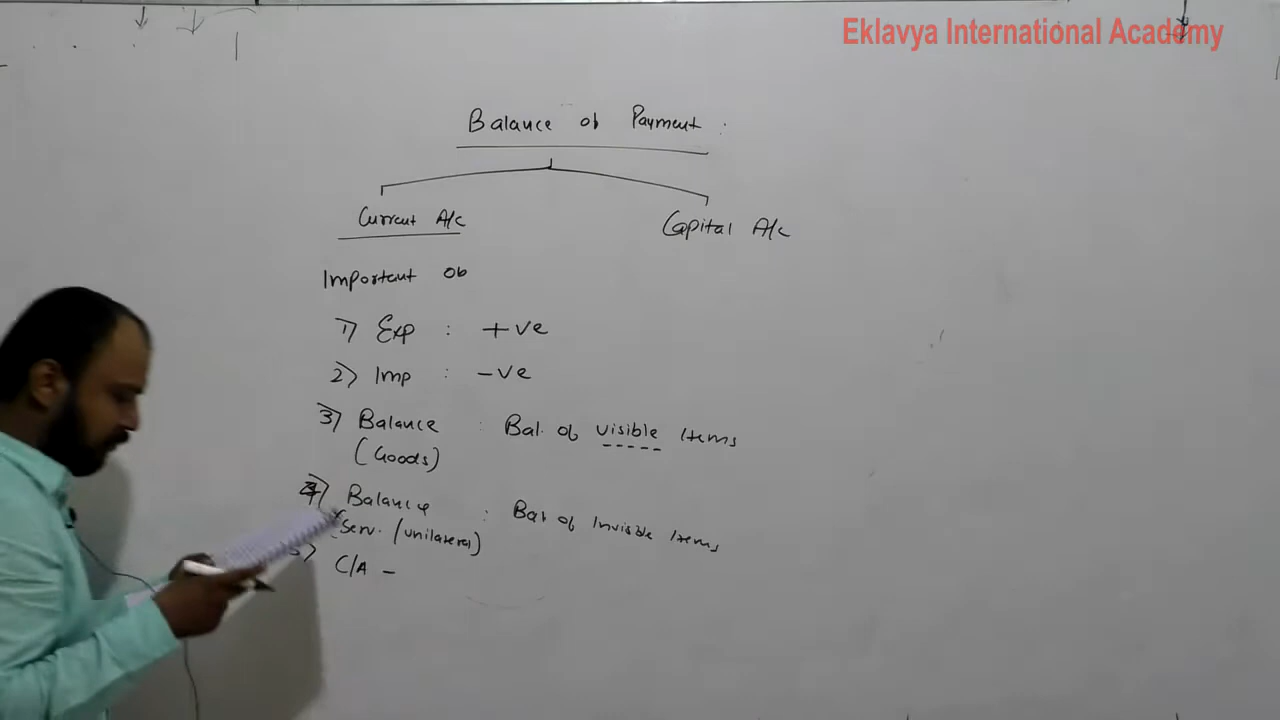 Eklavya International Academy
Balance of Payment :
Current A/c
Capital A/c
Important of
1) Exp : +ve
2) Imp : -ve
3) Balance : Bal. of visible Items
(Goods)
4) Balance : Bal of Invisible Items
(Serv. / unilateral)
5) C/A -